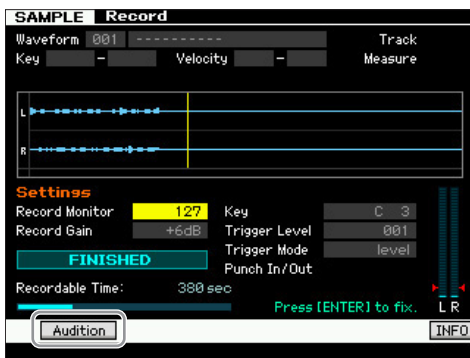 SAMPLE Record
Waveform 001 ---------- Track
Key - Velocity - Measure
L
R
Settings
Record Monitor 127 Key C 3
Record Gain +6dB Trigger Level 001
Trigger Mode level
FINISHED Punch In/Out
Recordable Time: 380 sec
Press [ENTER] to fix. L R
Audition INFO